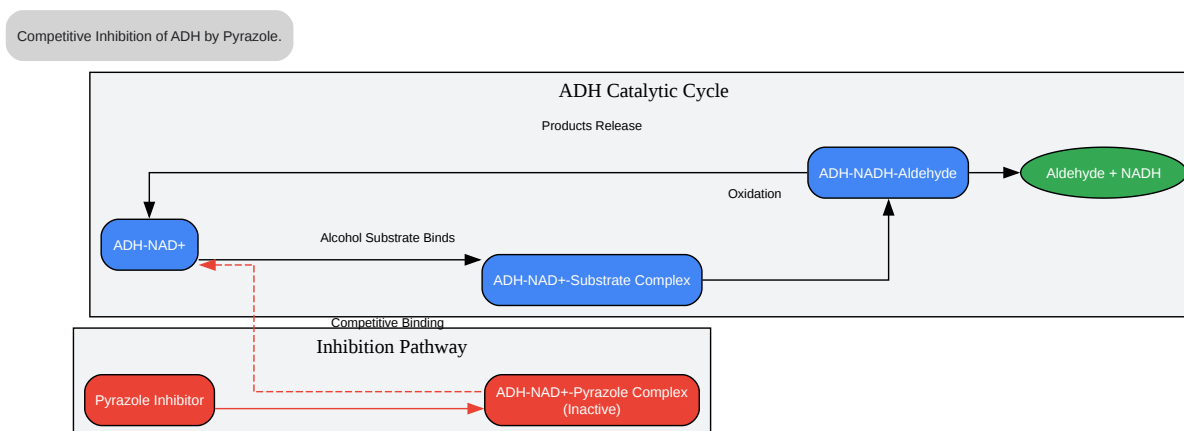 Competitive Inhibition of ADH by Pyrazole.
ADH Catalytic Cycle
Products Release
ADH-NADH-Aldehyde
Aldehyde + NADH
Oxidation
ADH-NAD+
Alcohol Substrate Binds
ADH-NAD+-Substrate Complex
Competitive Binding
Inhibition Pathway
Pyrazole Inhibitor
ADH-NAD+-Pyrazole Complex
(Inactive)